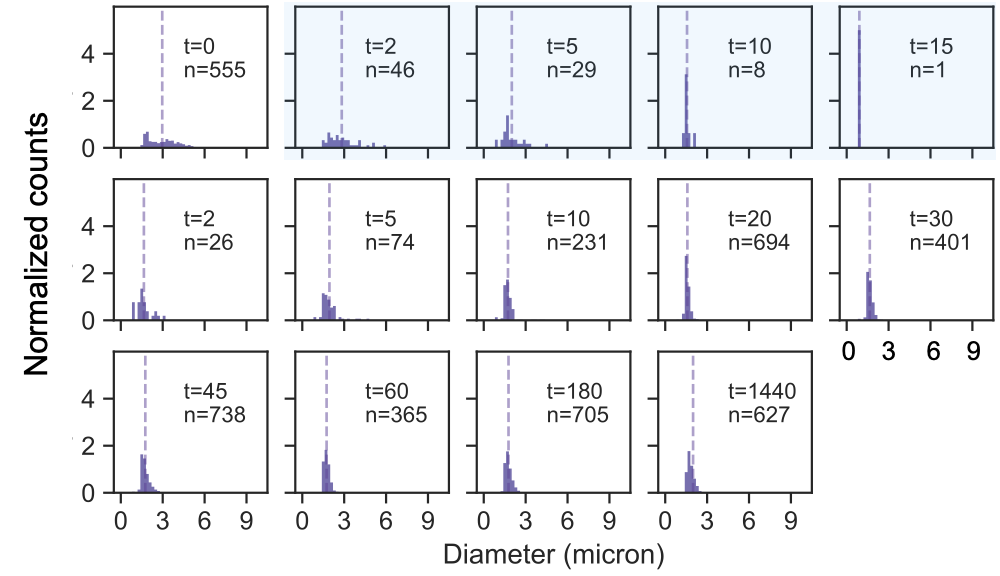 Normalized counts
4
2
0
t=0
n=555
t=2
n=46
t=5
n=29
t=10
n=8
t=15
n=1
4
2
0
t=2
n=26
t=5
n=74
t=10
n=231
t=20
n=694
t=30
n=401
0 3 6 9
4
2
0
t=45
n=738
t=60
n=365
t=180
n=705
t=1440
n=627
0 3 6 9 0 3 6 9 0 3 6 9 0 3 6 9
Diameter (micron)